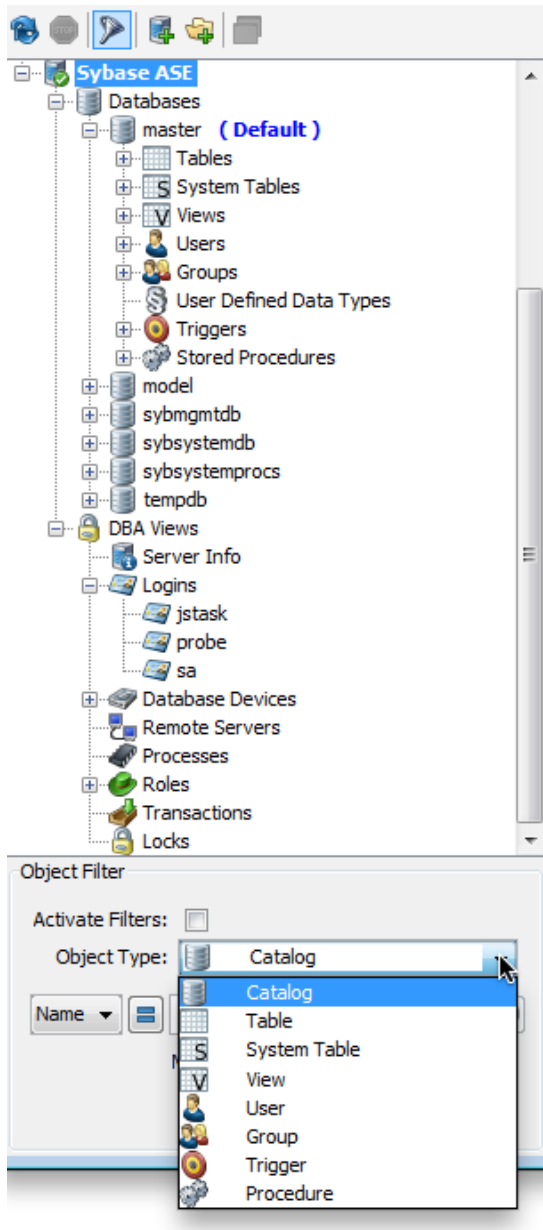 STOP
Sybase ASE
Databases
master ( Default )
Tables
S System Tables
V Views
Users
Groups
User Defined Data Types
Triggers
Stored Procedures
model
sybmgmtdb
sybsystemdb
sybsystemprocs
tempdb
DBA Views
Server Info
Logins
jstask
probe
sa
Database Devices
Remote Servers
Processes
Roles
Transactions
Locks
Object Filter
Activate Filters:
Object Type: Catalog
Name
Catalog
Table
S System Table
V View
User
Group
Trigger
Procedure